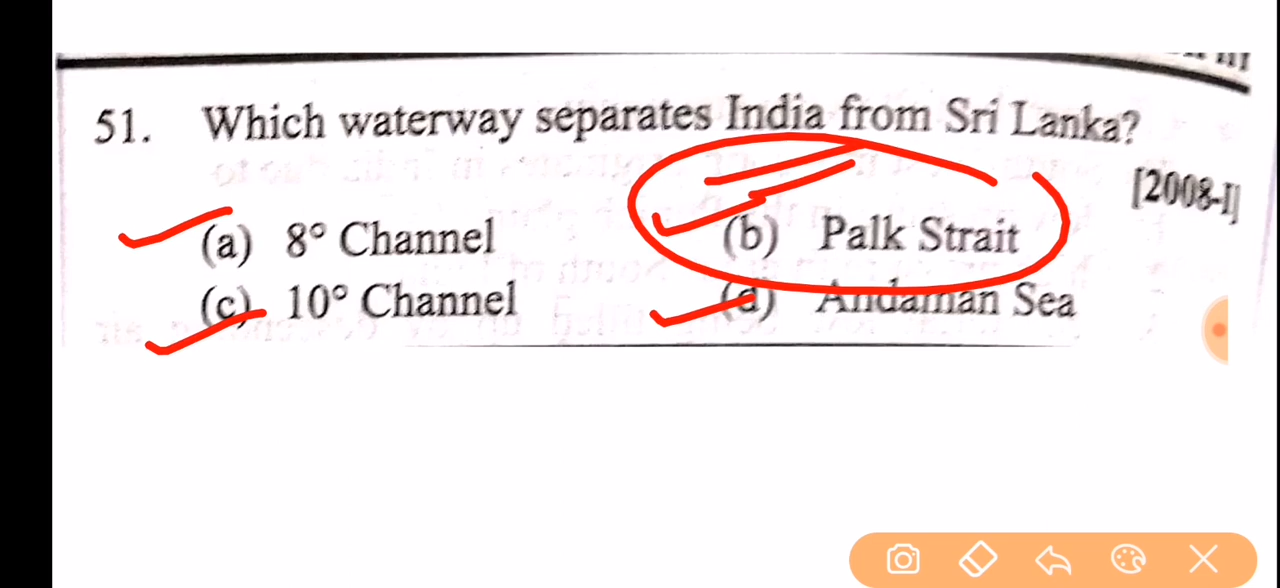 51. Which waterway separates India from Sri Lanka?
[2008-I]
(a) 8° Channel (b) Palk Strait
(c) 10° Channel (d) Andaman Sea